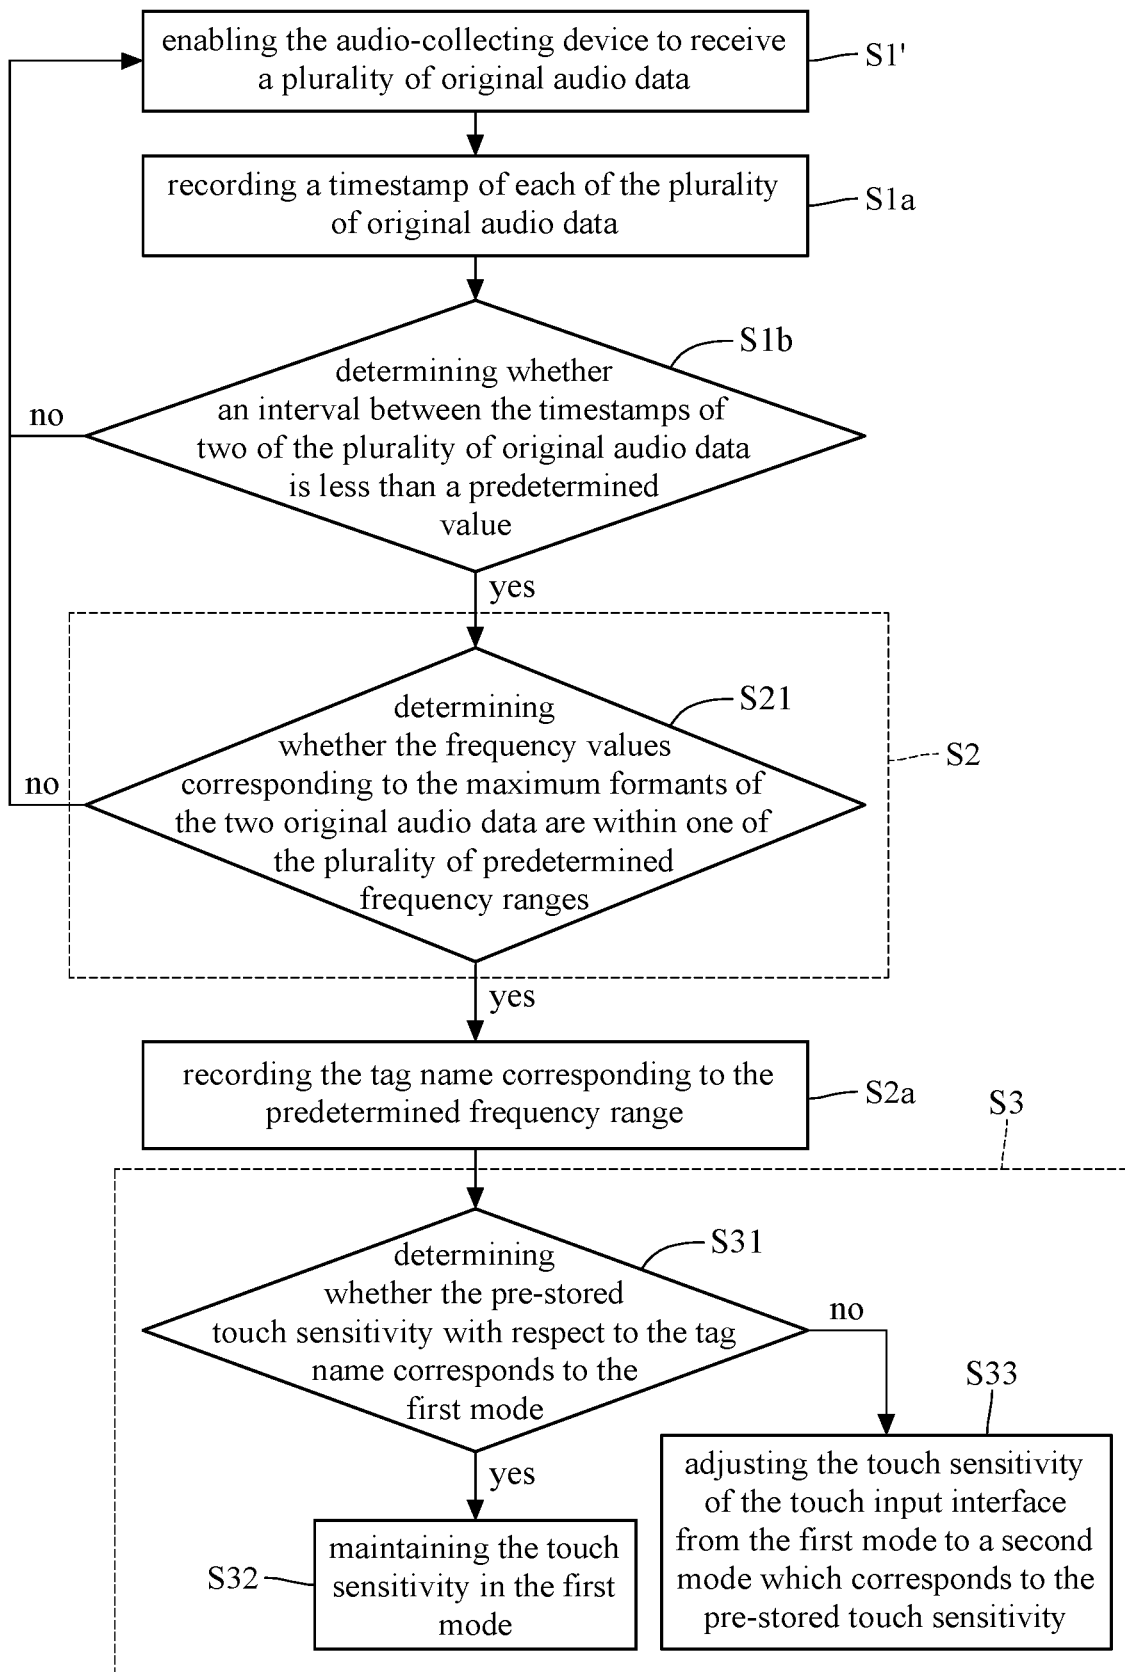 enabling the audio-collecting device to receive
a plurality of original audio data
S1'
recording a timestamp of each of the plurality
of original audio data
S1a
S1b
determining whether
an interval between the timestamps of
two of the plurality of original audio data
is less than a predetermined
value
no
yes
S21
determining
whether the frequency values
corresponding to the maximum formants of
the two original audio data are within one of
the plurality of predetermined
frequency ranges
no
S2
yes
recording the tag name corresponding to the
predetermined frequency range
S2a
S3
S31
determining
whether the pre-stored
touch sensitivity with respect to the tag
name corresponds to the
first mode
no
yes
S33
adjusting the touch sensitivity
of the touch input interface
from the first mode to a second
mode which corresponds to the
pre-stored touch sensitivity
S32
maintaining the touch
sensitivity in the first
mode